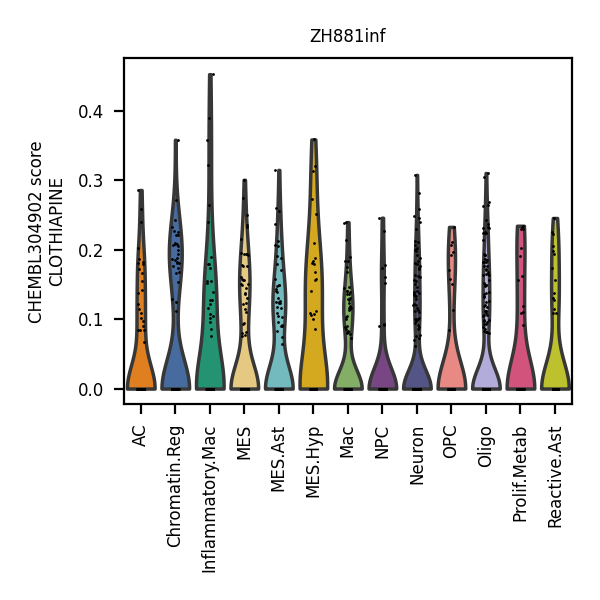 ZH881inf
CHEMBL304902 score
CLOTHIAPINE
0.4
0.3
0.2
0.1
0.0
AC
Chromatin.Reg
Inflammatory.Mac
MES
MES.Ast
MES.Hyp
Mac
NPC
Neuron
OPC
Oligo
Prolif.Metab
Reactive.Ast